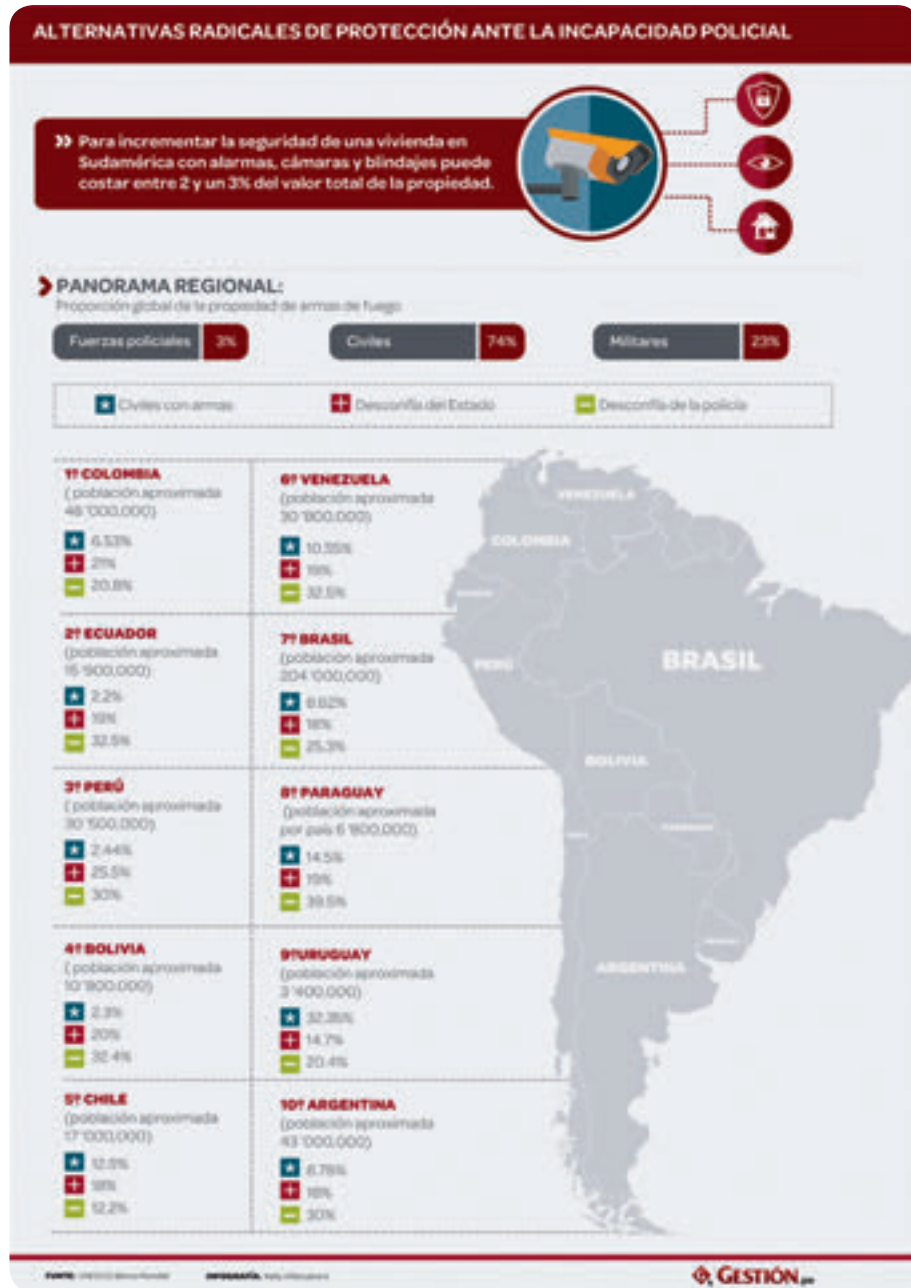 ALTERNATIVAS RADICALES DE PROTECCIÓN ANTE LA INCAPACIDAD POLICIAL
Para incrementar la seguridad de una vivienda en
Sudamérica con alarmas, cámaras y blindajes puede
costar entre 2 y un 3% del valor total de la propiedad.
PANORAMA REGIONAL:
Proporción global de la propiedad de armas de fuego
Fuerzas policiales 3%
Civiles 74%
Militares 23%
Civiles con armas
Desconfía del Estado
Desconfía de la policía
1º COLOMBIA
( población aproximada
48 '000,000)
6.53%
21%
20.8%
2º ECUADOR
(población aproximada
15 '900,000)
2.2%
19%
32.5%
3º PERÚ
( población aproximada
30 '500,000)
2.44%
25.5%
30%
4º BOLIVIA
( población aproximada
10 '800,000)
2.3%
20%
32.4%
5º CHILE
(población aproximada
17 '000,000)
12.5%
18%
12.2%
6º VENEZUELA
(población aproximada
30 '800,000)
10.35%
19%
32.5%
7º BRASIL
(población aproximada
204 '000,000)
8.82%
18%
25.3%
8º PARAGUAY
(población aproximada
por país 6 '800,000)
14.5%
19%
39.5%
9º URUGUAY
(población aproximada
3 '400,000)
32.35%
14.7%
20.4%
10º ARGENTINA
(población aproximada
43 '000,000)
8.78%
18%
30%
VENEZUELA
COLOMBIA
PERÚ
BRASIL
BOLIVIA
ARGENTINA
FUENTE:
INFOGRAFÍA:
GESTIÓN.pe